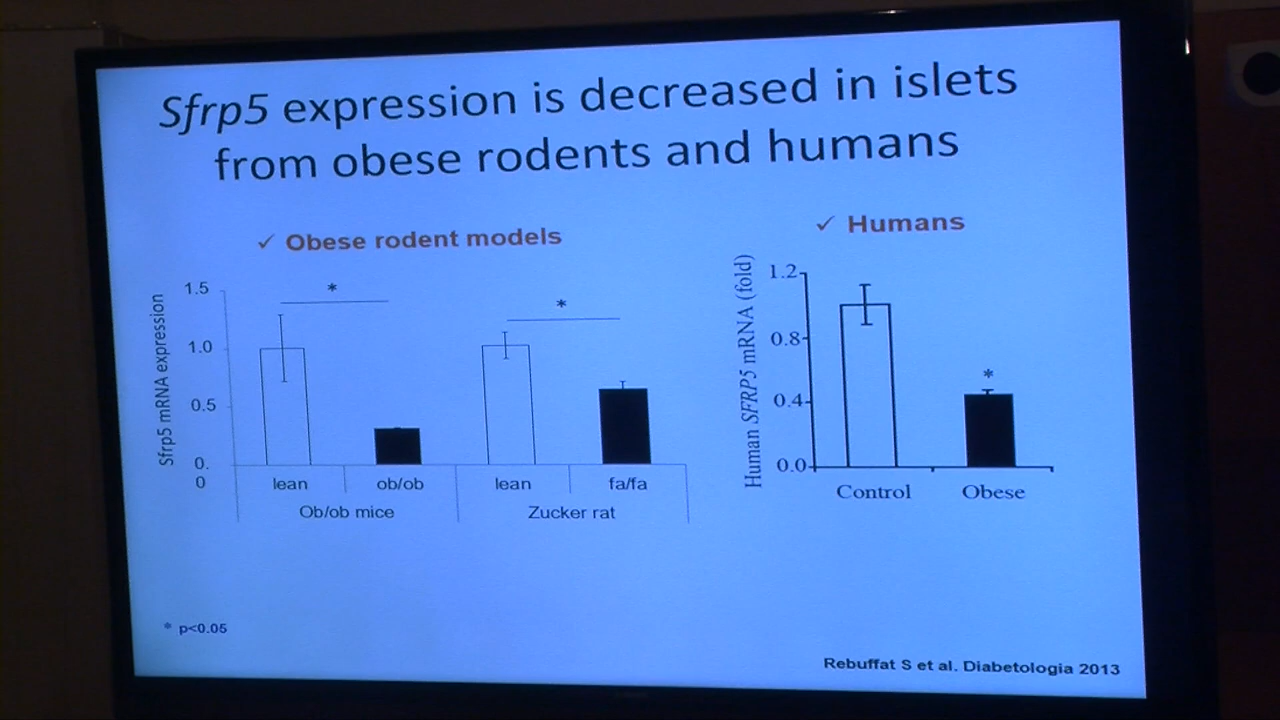 Sfrp5 expression is decreased in islets
from obese rodents and humans
✓ Obese rodent models
Sfrp5 mRNA expression
1.5
1.0
0.5
0.
0
*
*
lean
ob/ob
lean
fa/fa
Ob/ob mice
Zucker rat
✓ Humans
Human SFRP5 mRNA (fold)
1.2
0.8
0.4
0.0
*
Control
Obese
* p<0.05
Rebuffat S et al. Diabetologia 2013